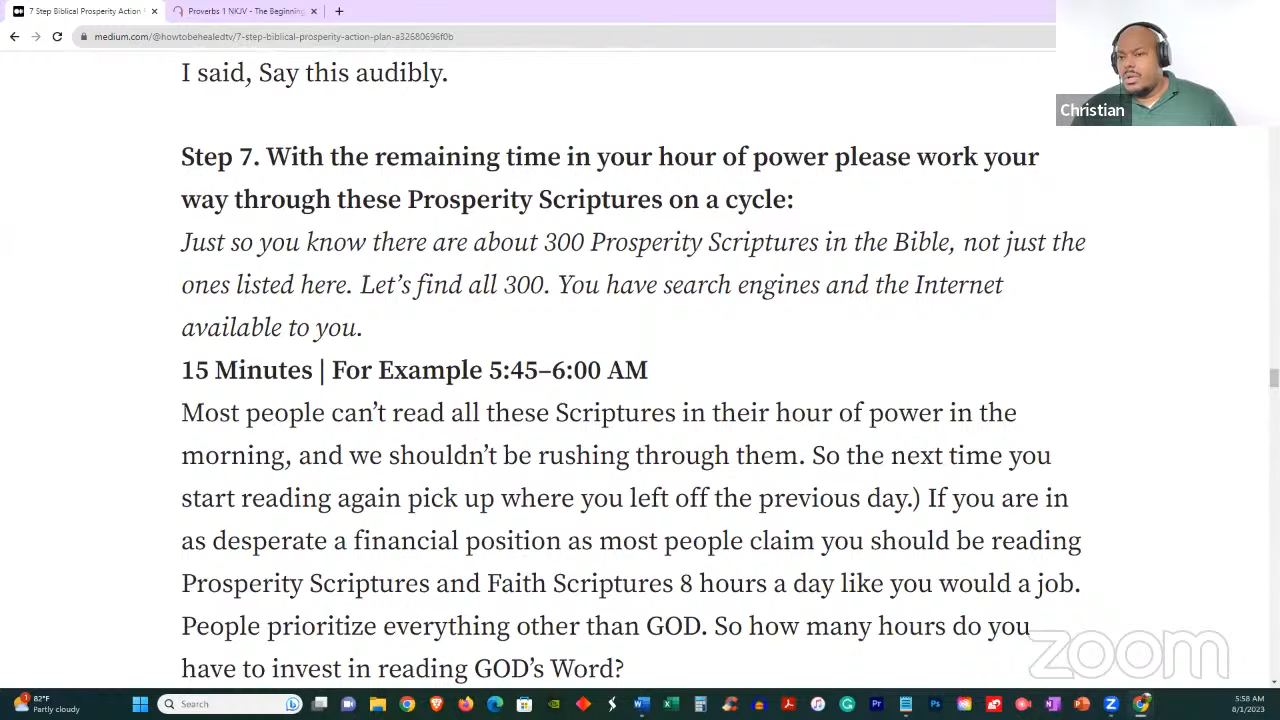 7 Step Biblical Prosperity Action
Proverbs 1 NKJV - The Beginning
medium.com/@howtobehealedtv/7-step-biblical-prosperity-action-plan-a32680696f0b
Christian
I said, Say this audibly.
Step 7. With the remaining time in your hour of power please work your
way through these Prosperity Scriptures on a cycle:
Just so you know there are about 300 Prosperity Scriptures in the Bible, not just the
ones listed here. Let’s find all 300. You have search engines and the Internet
available to you.
15 Minutes | For Example 5:45–6:00 AM
Most people can’t read all these Scriptures in their hour of power in the
morning, and we shouldn’t be rushing through them. So the next time you
start reading again pick up where you left off the previous day.) If you are in
as desperate a financial position as most people claim you should be reading
Prosperity Scriptures and Faith Scriptures 8 hours a day like you would a job.
People prioritize everything other than GOD. So how many hours do you
have to invest in reading GOD’s Word?
zoom
1
82°F
Partly cloudy
Search
5:58 AM
8/1/2023